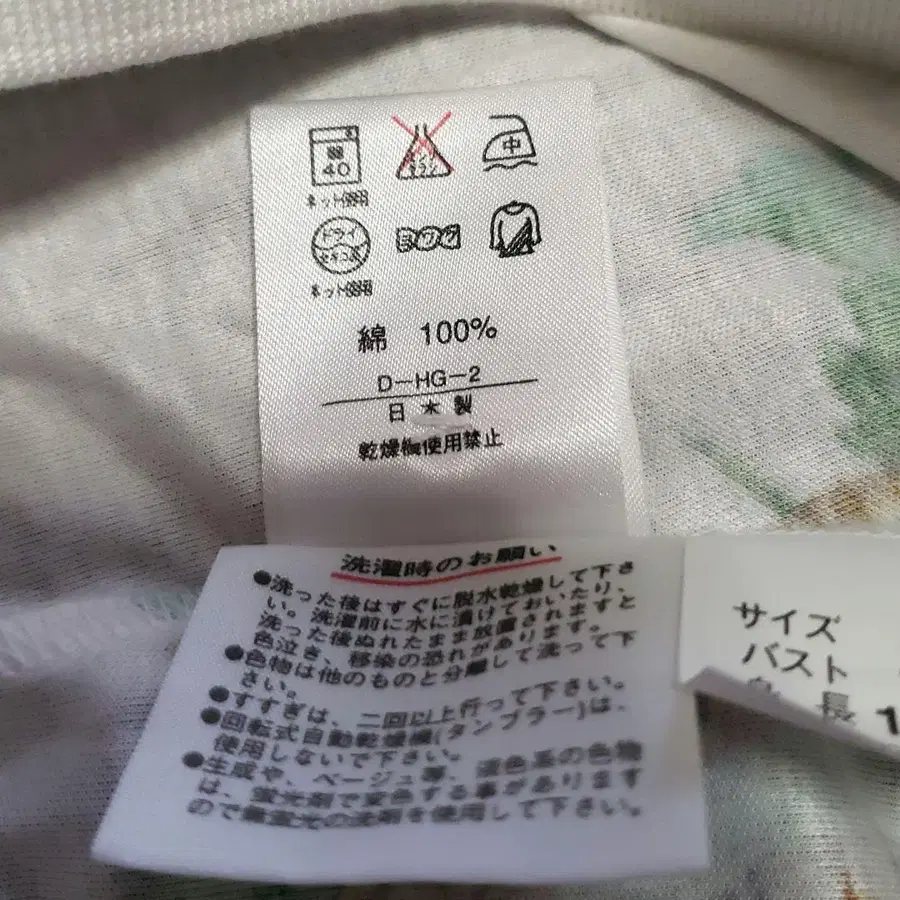 40
ネット使用
中
ドライ
セキユ系
ネット使用
綿 100%
D-HG-2
日本製
乾燥機使用禁止
洗濯時のお願い
●洗った後はすぐに脱水乾燥して下さ
い。洗濯前に水に漬けておいたり、
洗った後ぬれたまま放置されますと
色泣き、移染の恐れがあります。
●色物は他のものと分離して洗って下
さい。
●すすぎは、二回以上行って下さい。
●回転式自動乾燥機(タンブラー)は、
使用しないで下さい。
●生成や、ベージュ等、淡色系の色物
は、蛍光剤で変色する事があります
ので無蛍光の洗剤を使用して下さい。
サイズ
バスト
身 長 1